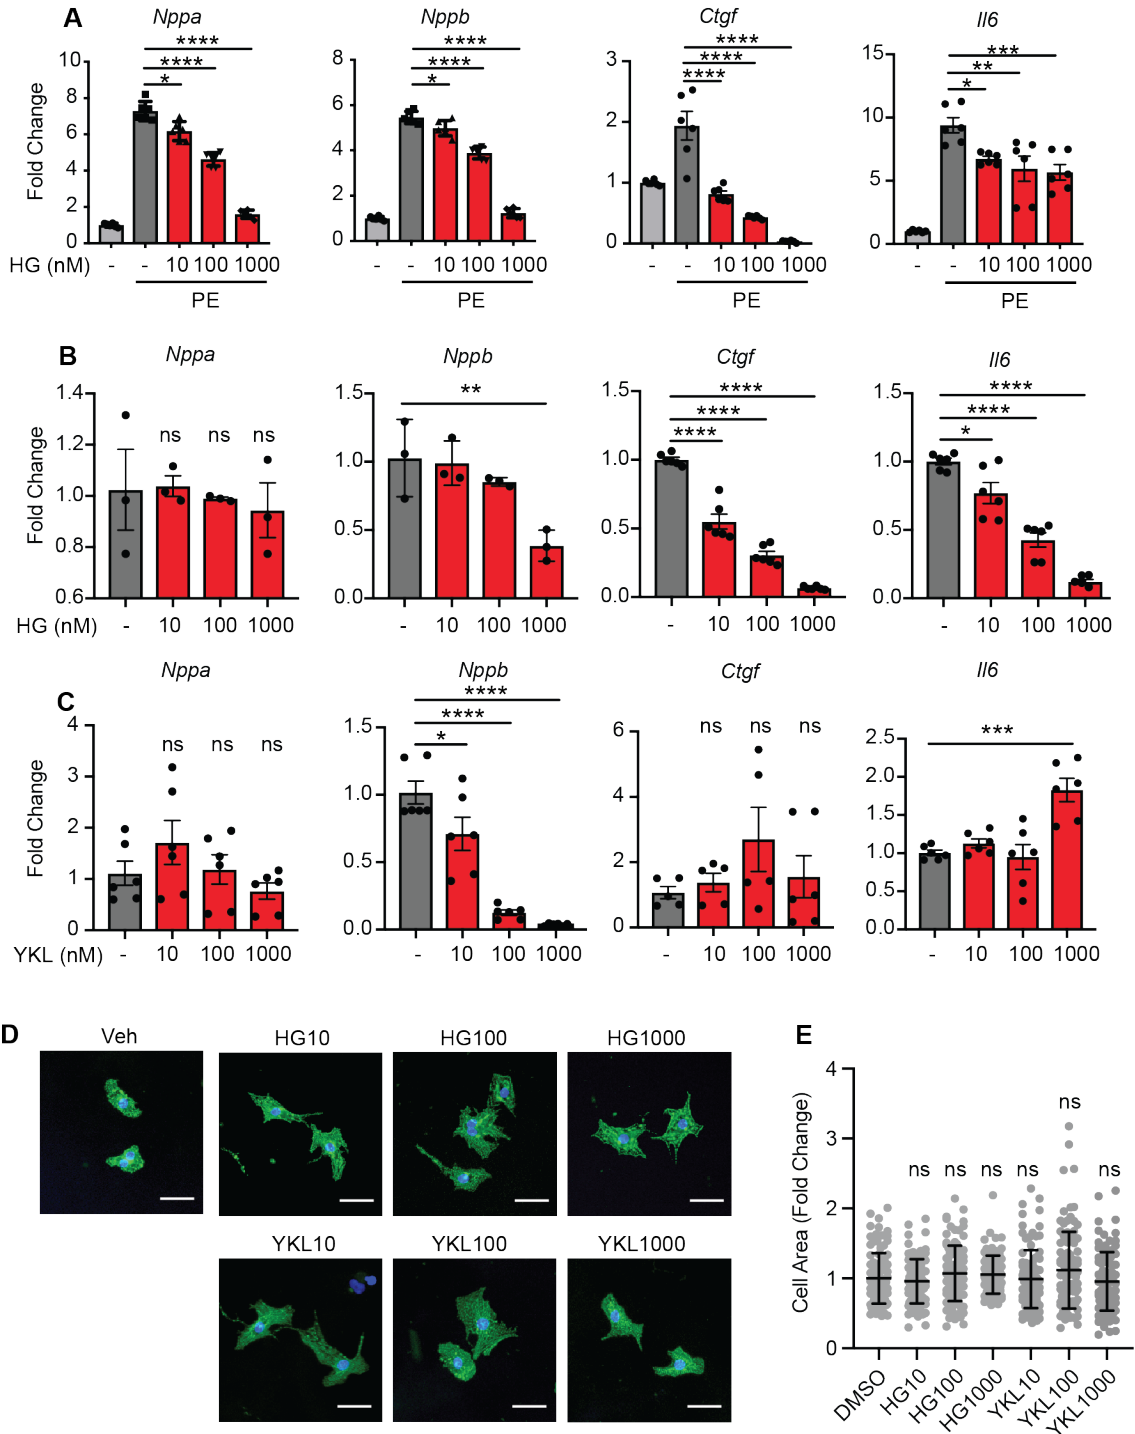 A
Nppa
Nppb
Ctgf
Il6
****
****
*
****
****
*
****
****
****
***
**
*
Fold Change
10
8
6
4
2
0
8
6
4
2
0
3
2
1
0
15
10
5
0
HG (nM) - - 10 100 1000
- - 10 100 1000
- - 10 100 1000
- - 10 100 1000
PE
PE
PE
PE
B
Nppa
Nppb
Ctgf
Il6
ns ns ns
**
****
****
****
****
****
*
Fold Change
1.4
1.2
1.0
0.8
0.6
1.5
1.0
0.5
0.0
1.5
1.0
0.5
0.0
1.5
1.0
0.5
0.0
HG (nM) - 10 100 1000
- 10 100 1000
- 10 100 1000
- 10 100 1000
C
Nppa
Nppb
Ctgf
Il6
ns ns ns
****
****
*
ns ns ns
***
Fold Change
4
3
2
1
0
1.5
1.0
0.5
0.0
6
4
2
0
2.5
2.0
1.5
1.0
0.5
0.0
YKL (nM) - 10 100 1000
- 10 100 1000
- 10 100 1000
- 10 100 1000
D
Veh
HG10
HG100
HG1000
YKL10
YKL100
YKL1000
E
Cell Area (Fold Change)
4
3
2
1
0
ns ns ns ns ns ns
DMSO
HG10
HG100
HG1000
YKL10
YKL100
YKL1000